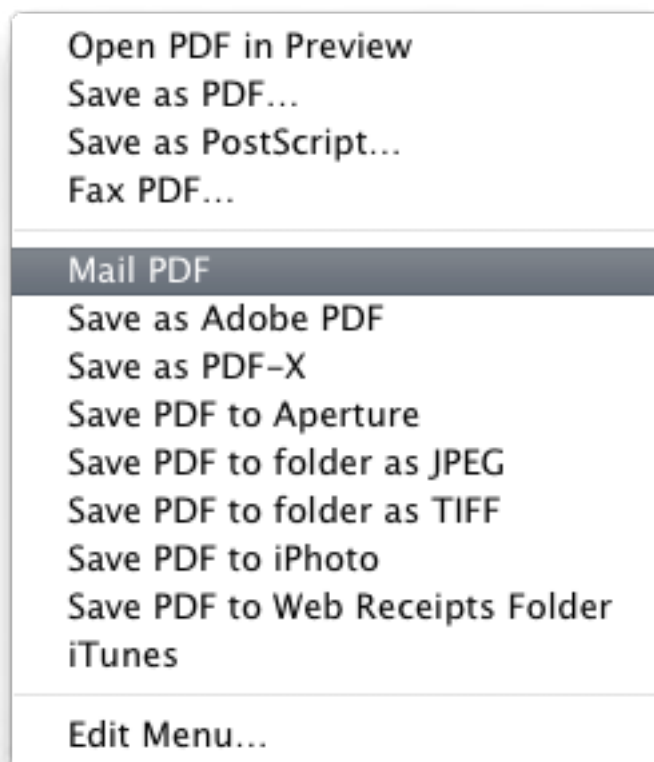 Open PDF in Preview
Save as PDF...
Save as PostScript...
Fax PDF...
Mail PDF
Save as Adobe PDF
Save as PDF-X
Save PDF to Aperture
Save PDF to folder as JPEG
Save PDF to folder as TIFF
Save PDF to iPhoto
Save PDF to Web Receipts Folder
iTunes
Edit Menu...